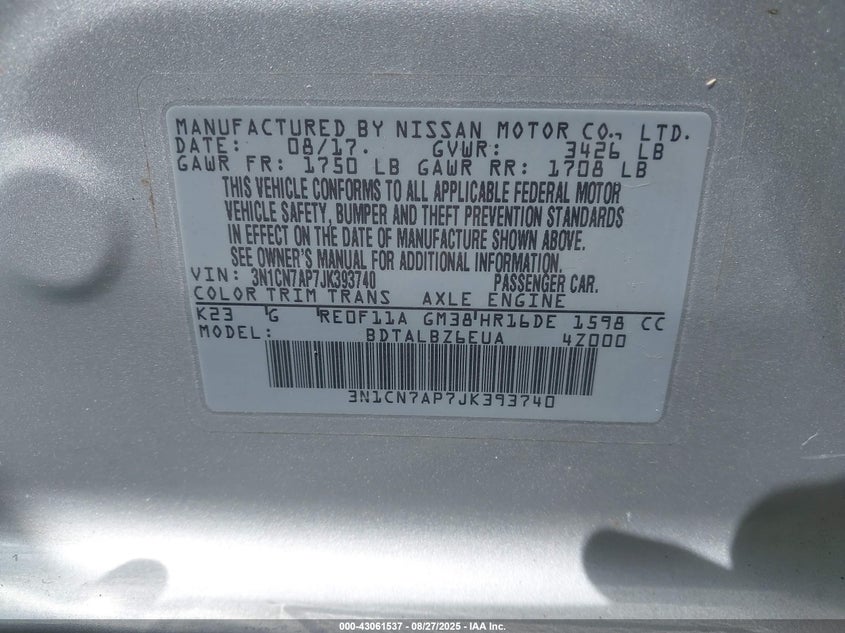 MANUFACTURED BY NISSAN MOTOR CO., LTD.
DATE: 08/17. GVWR: 3426 LB
GAWR FR: 1750 LB GAWR RR: 1708 LB
THIS VEHICLE CONFORMS TO ALL APPLICABLE FEDERAL MOTOR
VEHICLE SAFETY, BUMPER AND THEFT PREVENTION STANDARDS
IN EFFECT ON THE DATE OF MANUFACTURE SHOWN ABOVE.
SEE OWNER'S MANUAL FOR ADDITIONAL INFORMATION.
VIN: 3N1CN7AP7JK393740 PASSENGER CAR.
COLOR TRIM TRANS AXLE ENGINE
K23 G RE0F11A GM38 HR16DE 1598 CC
MODEL: BDTALBZ6EUA 4Z000
3N1CN7AP7JK393740
000-43061537 - 08/27/2025 - IAA Inc.